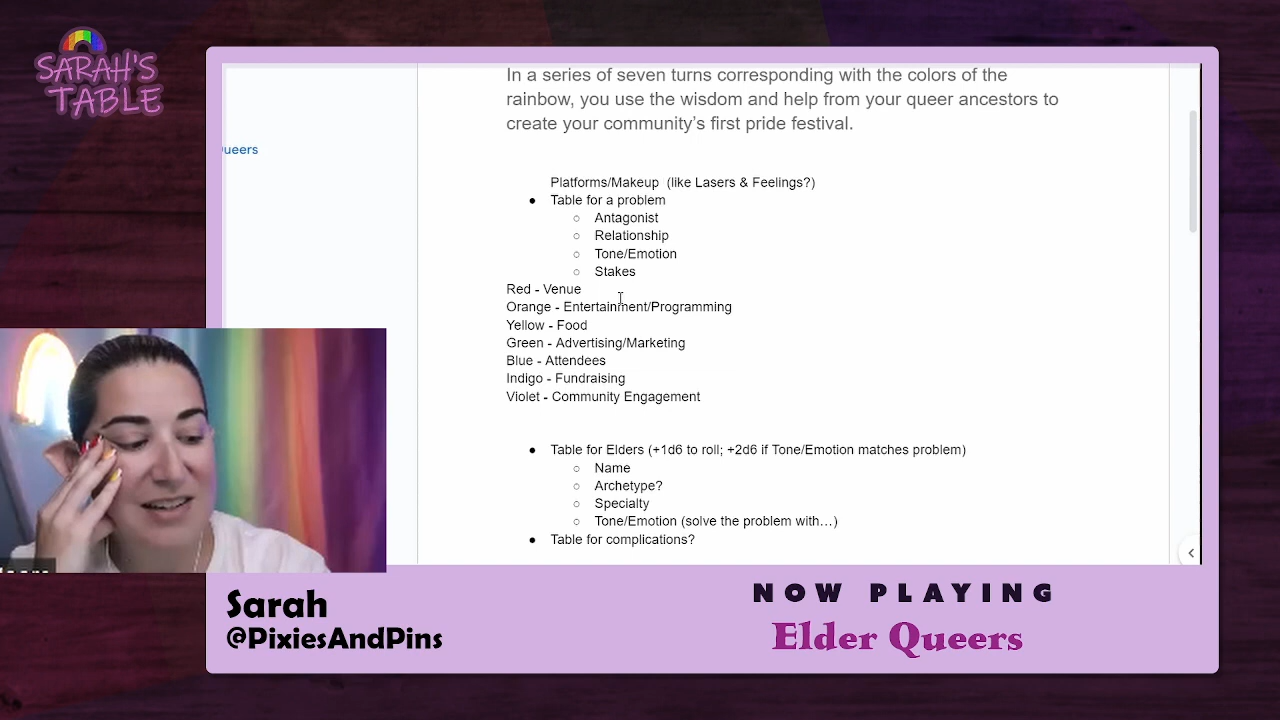 SARAH'S
TABLE
In a series of seven turns corresponding with the colors of the
rainbow, you use the wisdom and help from your queer ancestors to
create your community's first pride festival.
ueers
Platforms/Makeup (like Lasers & Feelings?)
● Table for a problem
○ Antagonist
○ Relationship
○ Tone/Emotion
○ Stakes
Red - Venue
Orange - Entertainment/Programming
Yellow - Food
Green - Advertising/Marketing
Blue - Attendees
Indigo - Fundraising
Violet - Community Engagement
● Table for Elders (+1d6 to roll; +2d6 if Tone/Emotion matches problem)
○ Name
○ Archetype?
○ Specialty
○ Tone/Emotion (solve the problem with…)
● Table for complications?
Sarah
@PixiesAndPins
NOW PLAYING
Elder Queers